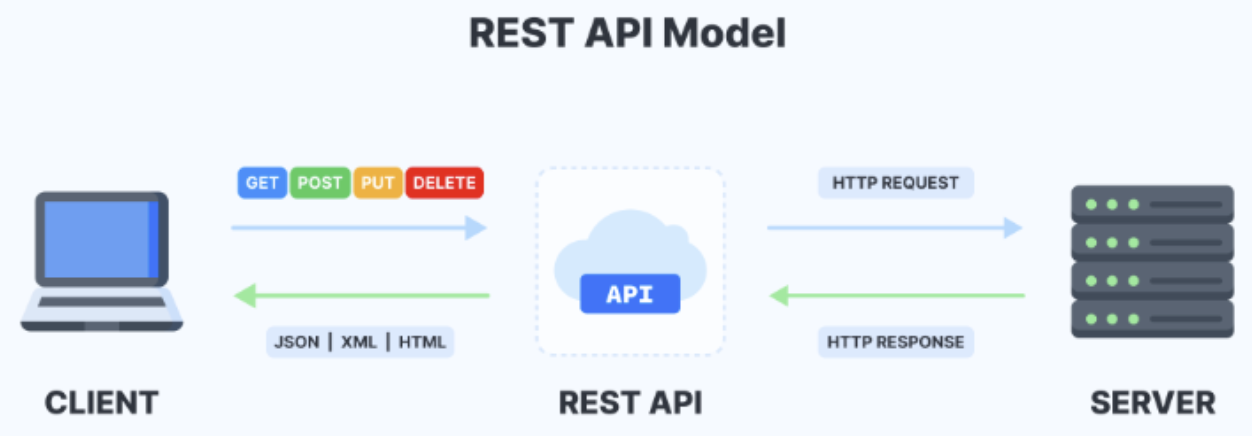 REST API Model
GET POST PUT DELETE
HTTP REQUEST
API
JSON | XML | HTML
HTTP RESPONSE
CLIENT
REST API
SERVER